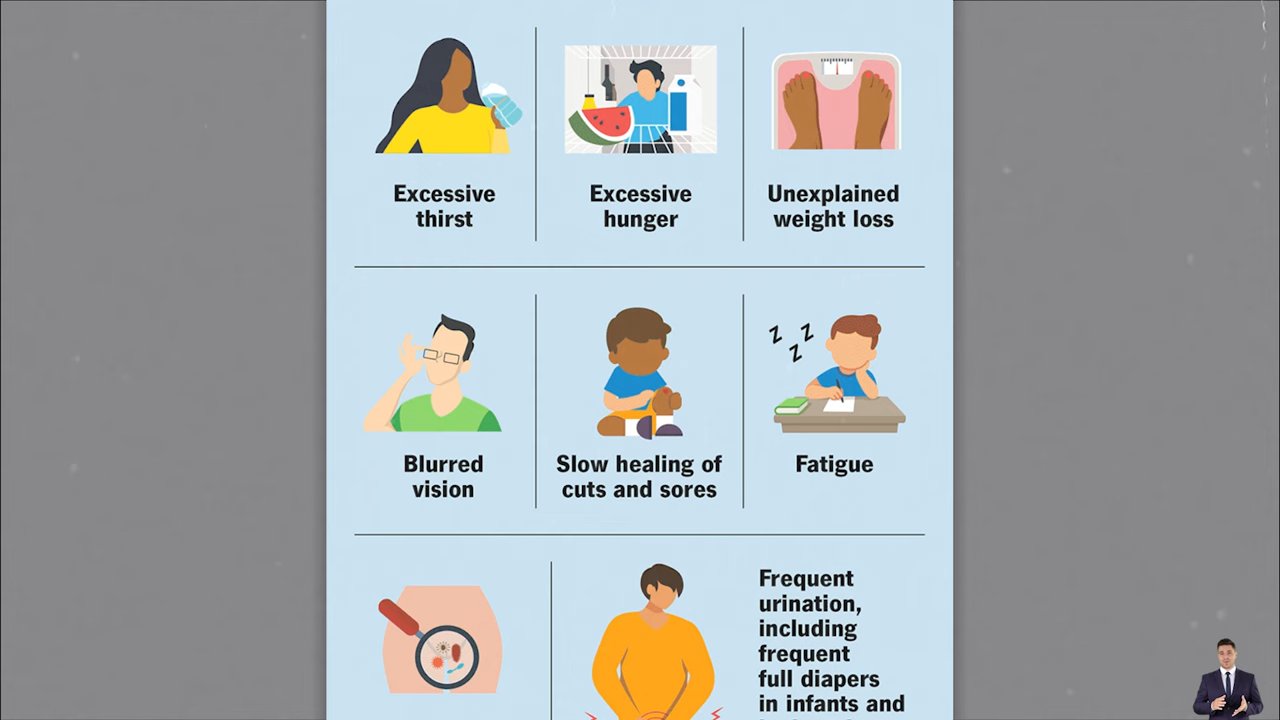 Excessive
thirst
Excessive
hunger
Unexplained
weight loss
Blurred
vision
Slow healing of
cuts and sores
Z
Z
Z
Fatigue
Frequent
urination,
including
frequent
full diapers
in infants and